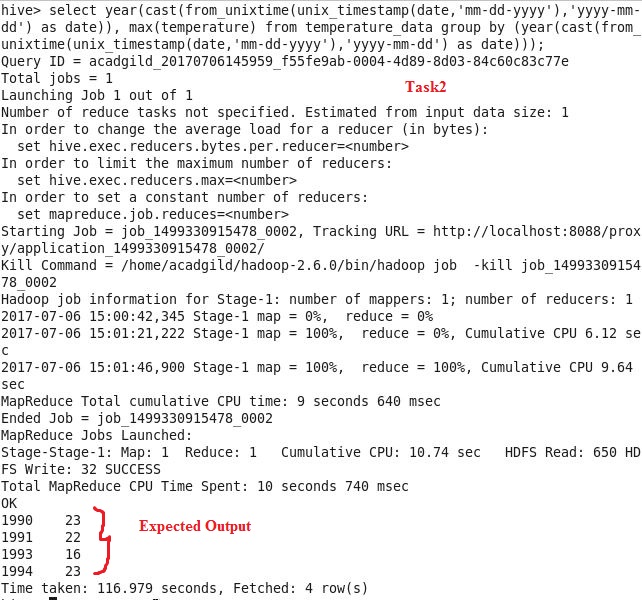 hive> select year(cast(from_unixtime(unix_timestamp(date,'mm-dd-yyyy'),'yyyy-mm-
dd') as date)), max(temperature) from temperature_data group by (year(cast(from_
unixtime(unix_timestamp(date,'mm-dd-yyyy'),'yyyy-mm-dd') as date)));
Query ID = acadgild_20170706145959_f55fe9ab-0004-4d89-8d03-84c60c83c77e
Total jobs = 1
Task2
Launching Job 1 out of 1
Number of reduce tasks not specified. Estimated from input data size: 1
In order to change the average load for a reducer (in bytes):
  set hive.exec.reducers.bytes.per.reducer=<number>
In order to limit the maximum number of reducers:
  set hive.exec.reducers.max=<number>
In order to set a constant number of reducers:
  set mapreduce.job.reduces=<number>
Starting Job = job_1499330915478_0002, Tracking URL = http://localhost:8088/prox
y/application_1499330915478_0002/
Kill Command = /home/acadgild/hadoop-2.6.0/bin/hadoop job  -kill job_14993309154
78_0002
Hadoop job information for Stage-1: number of mappers: 1; number of reducers: 1
2017-07-06 15:00:42,345 Stage-1 map = 0%,  reduce = 0%
2017-07-06 15:01:21,222 Stage-1 map = 100%,  reduce = 0%, Cumulative CPU 6.12 se
c
2017-07-06 15:01:46,900 Stage-1 map = 100%,  reduce = 100%, Cumulative CPU 9.64
sec
MapReduce Total cumulative CPU time: 9 seconds 640 msec
Ended Job = job_1499330915478_0002
MapReduce Jobs Launched:
Stage-Stage-1: Map: 1  Reduce: 1   Cumulative CPU: 10.74 sec   HDFS Read: 650 HD
FS Write: 32 SUCCESS
Total MapReduce CPU Time Spent: 10 seconds 740 msec
OK
1990    23
Expected Output
1991    22
1993    16
1994    23
Time taken: 116.979 seconds, Fetched: 4 row(s)